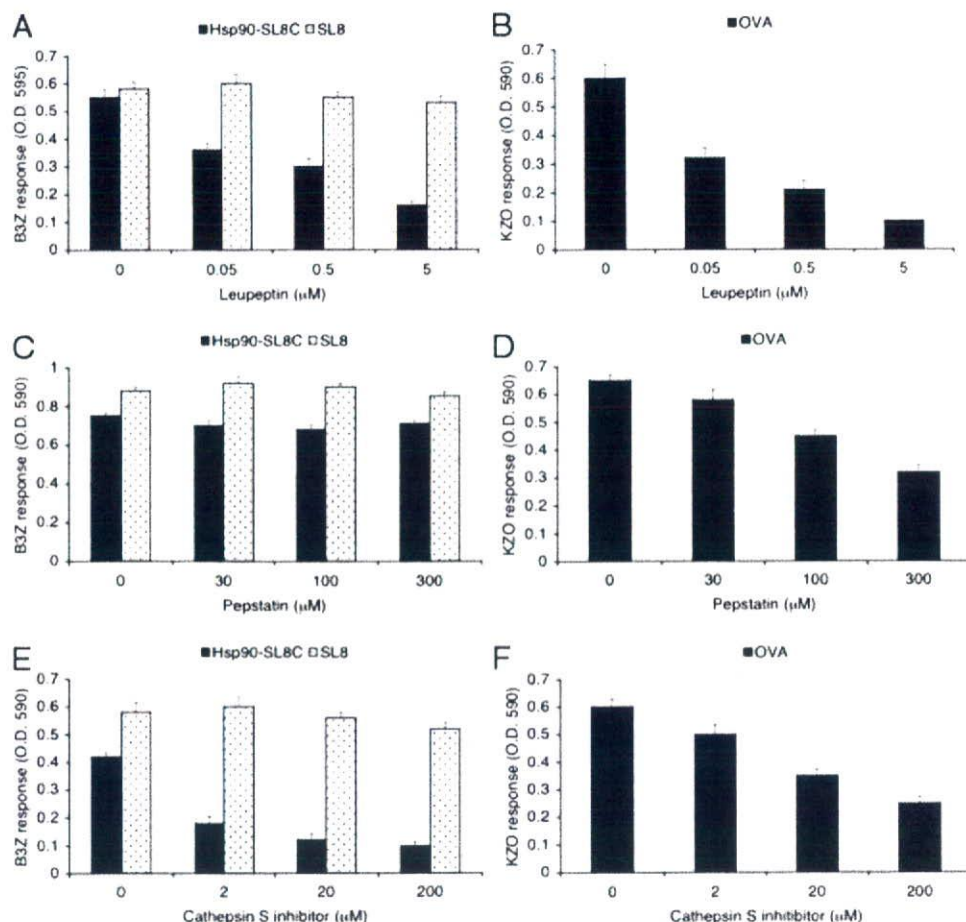 A
■Hsp90-SL8C □SL8
B3Z response (O.D. 595)
0.7
0.6
0.5
0.4
0.3
0.2
0.1
0
0 0.05 0.5 5
Leupeptin (µM)
B
■OVA
KZO response (O.D. 590)
0.7
0.6
0.5
0.4
0.3
0.2
0.1
0
0 0.05 0.5 5
Leupeptin (µM)
C
■Hsp90-SL8C □SL8
B3Z response (O.D. 590)
1
0.8
0.6
0.4
0.2
0
0 30 100 300
Pepstatin (µM)
D
■OVA
KZO response (O.D. 590)
0.7
0.6
0.5
0.4
0.3
0.2
0.1
0
0 30 100 300
Pepstatin (µM)
E
■Hsp90-SL8C □SL8
B3Z response (O.D. 590)
0.7
0.6
0.5
0.4
0.3
0.2
0.1
0
0 2 20 200
Cathepsin S inhibitor (µM)
F
■OVA
KZO response (O.D. 590)
0.7
0.6
0.5
0.4
0.3
0.2
0.1
0
0 2 20 200
Cathepsin S inhibitor (µM)